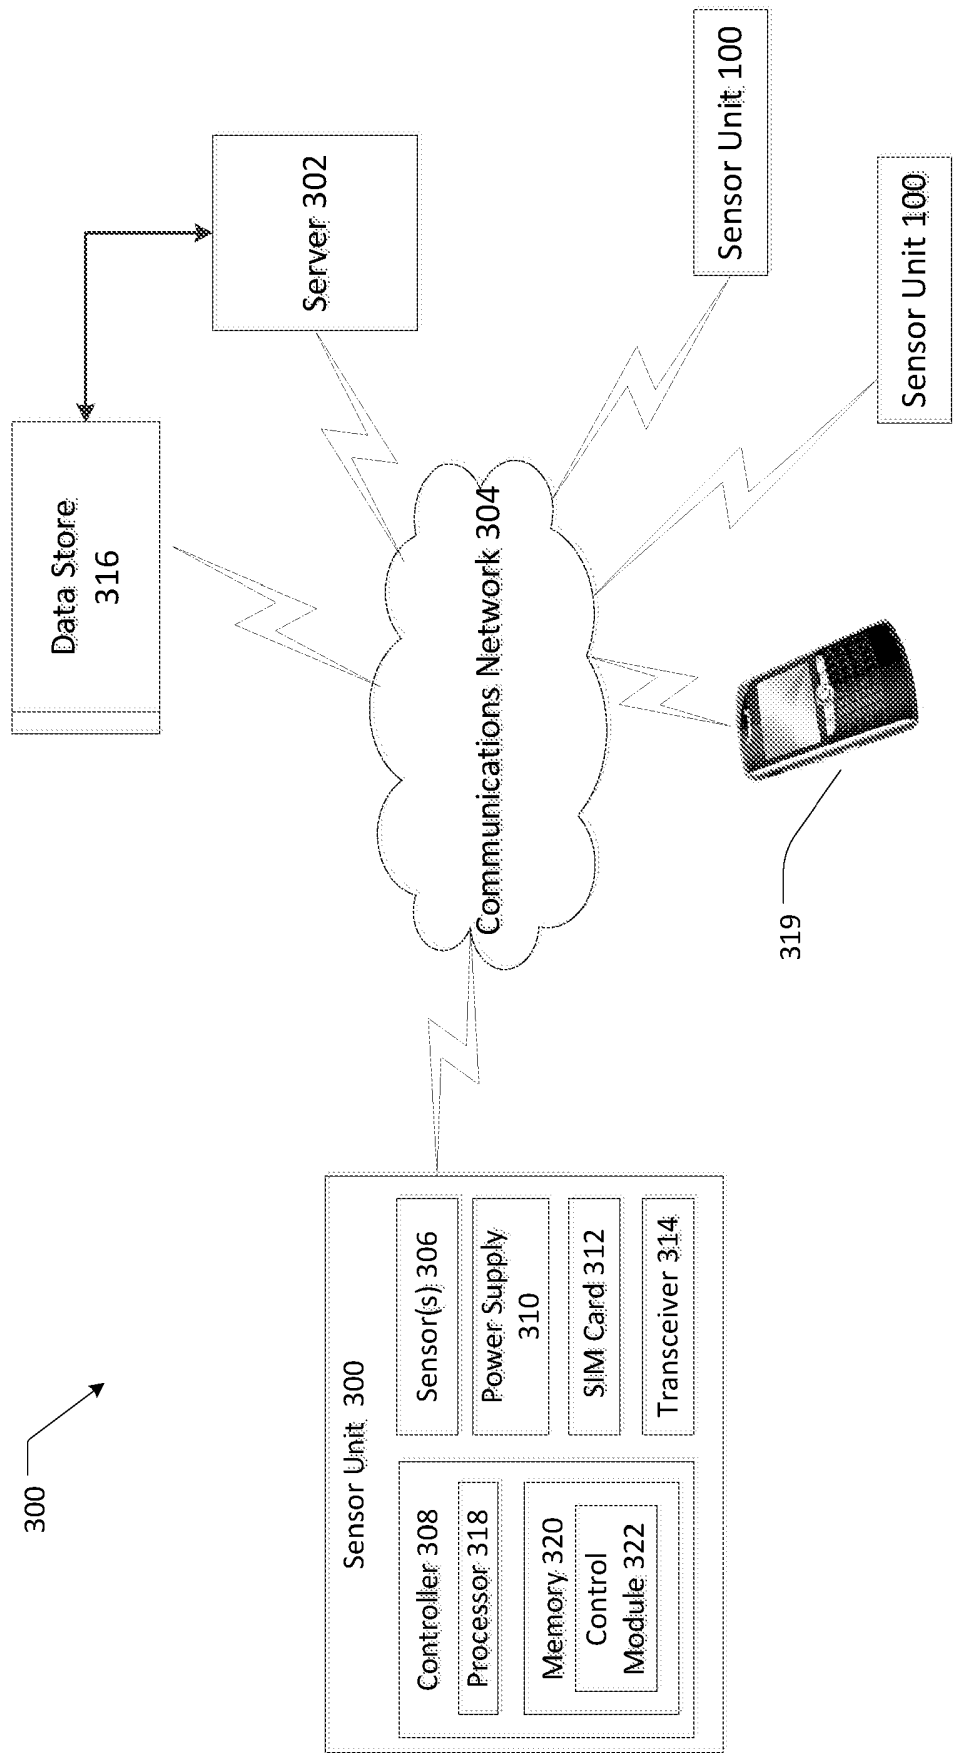 300
Sensor Unit 300
Controller 308
Processor 318
Memory 320
Control
Module 322
Sensor(s) 306
Power Supply
310
SIM Card 312
Transceiver 314
Communications Network 304
Data Store
316
Server 302
Sensor Unit 100
Sensor Unit 100
319